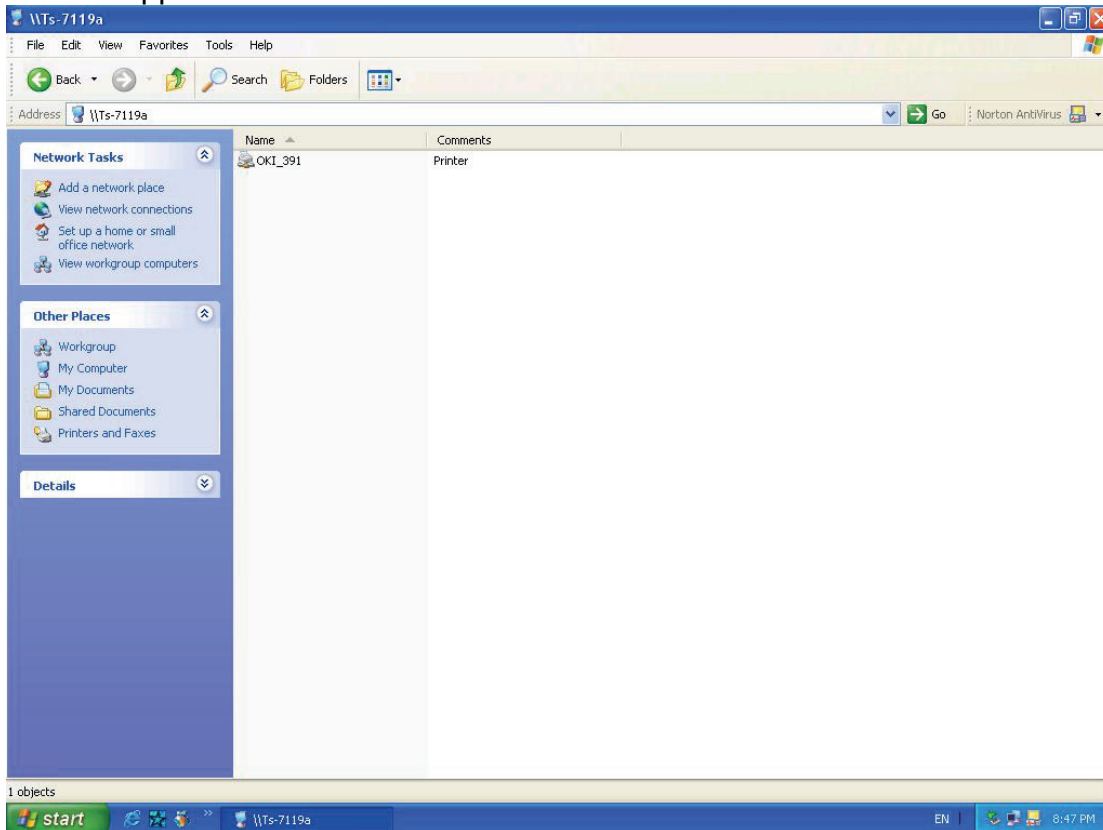 \\Ts-7119a
File Edit View Favorites Tools Help
Back Search Folders
Address \\Ts-7119a Go Norton AntiVirus
Name Comments
Network Tasks
OKI_391 Printer
Add a network place
View network connections
Set up a home or small
office network
View workgroup computers
Other Places
Workgroup
My Computer
My Documents
Shared Documents
Printers and Faxes
Details
1 objects
start \\Ts-7119a EN 8:47 PM